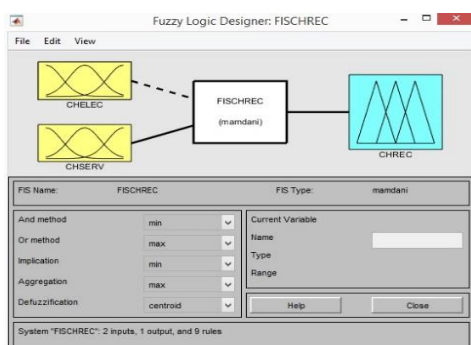 Fuzzy Logic Designer: FISCHREC
File Edit View
CHELEC
FISCHREC
(mamdani)
CHSERV
CHREC
FIS Name: FISCHREC FIS Type: mamdani
And method min
Or method max
Implication min
Aggregation max
Defuzzification centroid
Current Variable
Name
Type
Range
Help Close
System "FISCHREC": 2 inputs, 1 output, and 9 rules